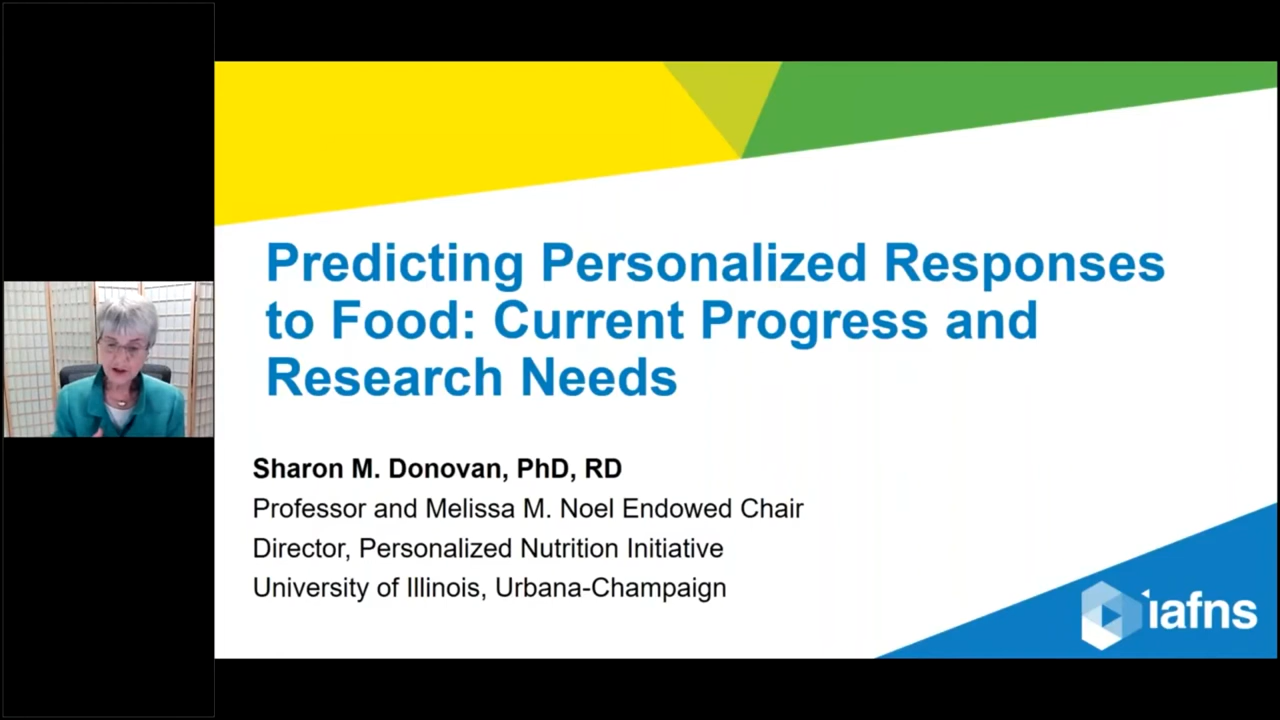 Predicting Personalized Responses
to Food: Current Progress and
Research Needs
Sharon M. Donovan, PhD, RD
Professor and Melissa M. Noel Endowed Chair
Director, Personalized Nutrition Initiative
University of Illinois, Urbana-Champaign
iafns